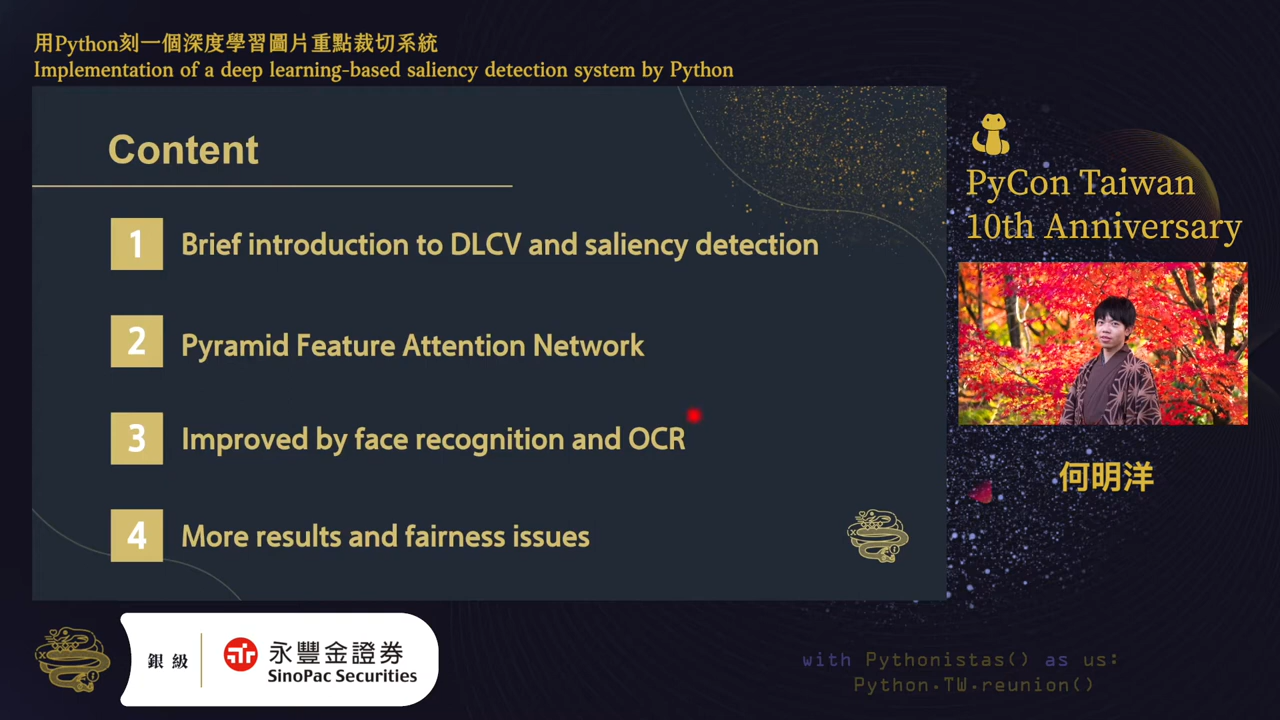 用Python刻一個深度學習圖片重點裁切系統
Implementation of a deep learning-based saliency detection system by Python
Content
1 Brief introduction to DLCV and saliency detection
2 Pyramid Feature Attention Network
3 Improved by face recognition and OCR
4 More results and fairness issues
PyCon Taiwan
10th Anniversary
何明洋
銀級
永豐金證券
SinoPac Securities
with Pythonistas() as us:
Python.TW.reunion()